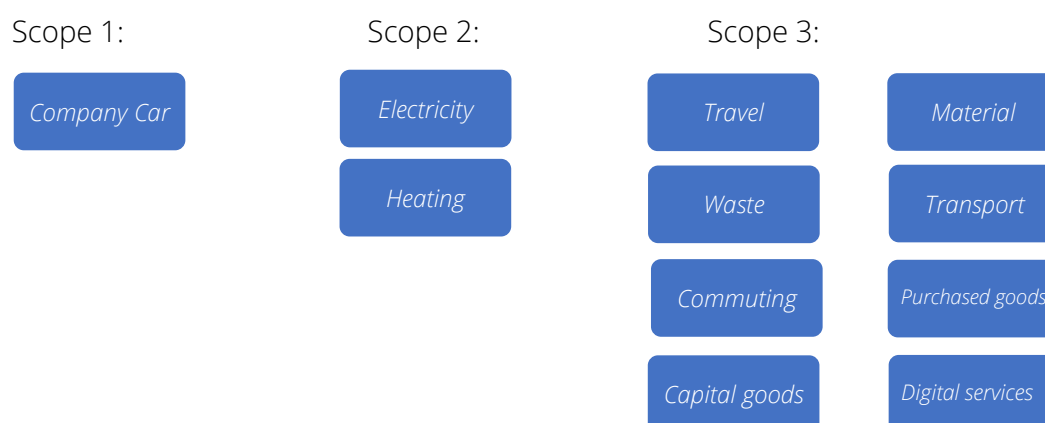 Scope 1:
Scope 2:
Scope 3:
Company Car
Electricity
Travel
Material
Heating
Waste
Transport
Commuting
Purchased goods
Capital goods
Digital services